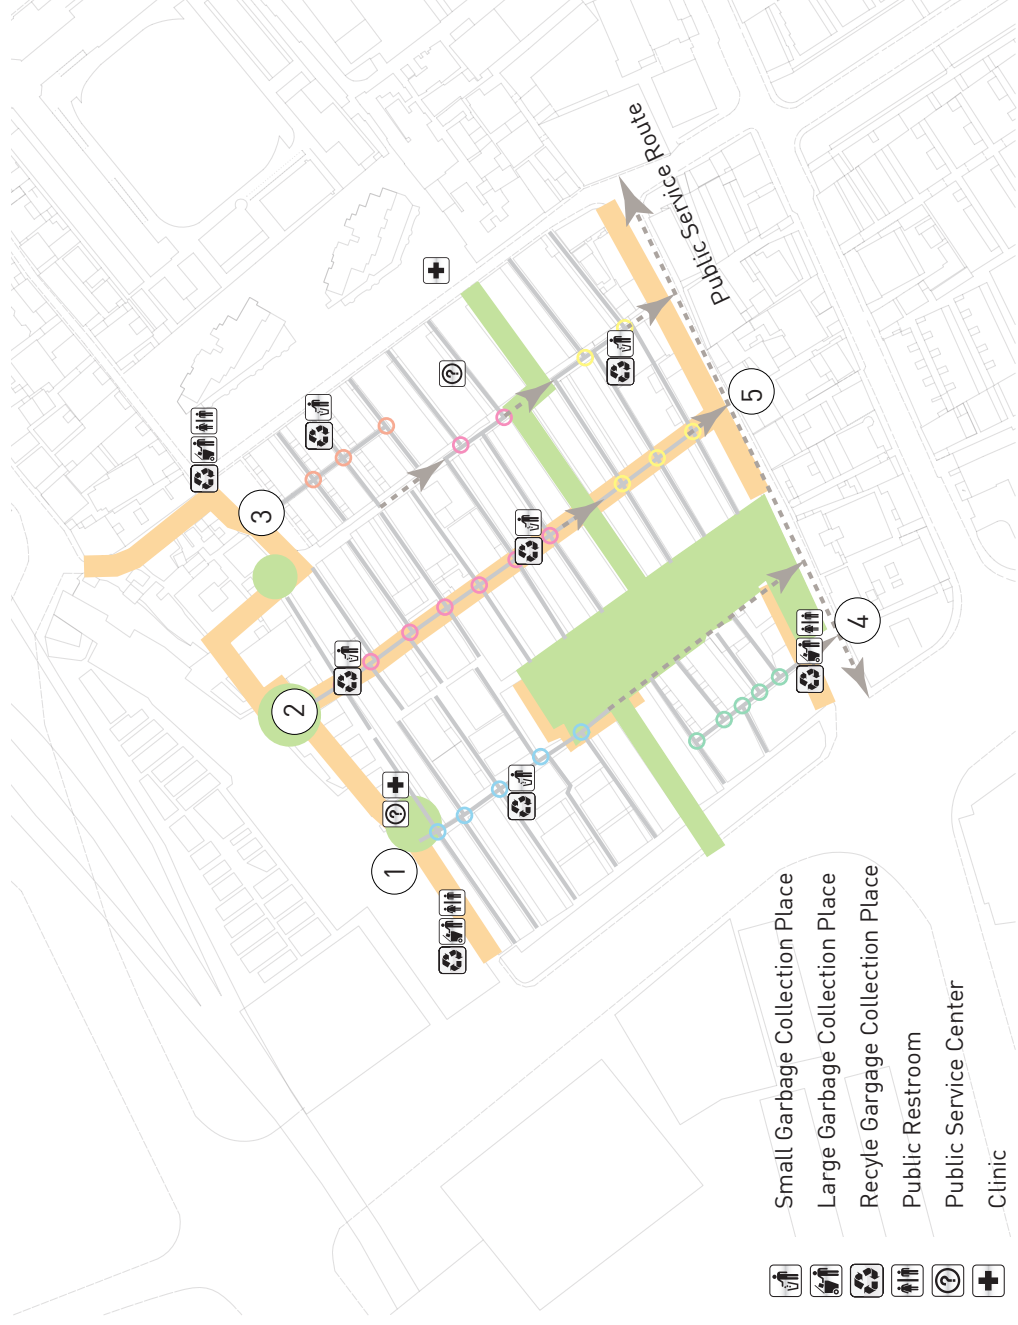 Public Service Route
1
2
3
4
5
Small Garbage Collection Place
Large Garbage Collection Place
Recyle Gargage Collection Place
Public Restroom
Public Service Center
Clinic